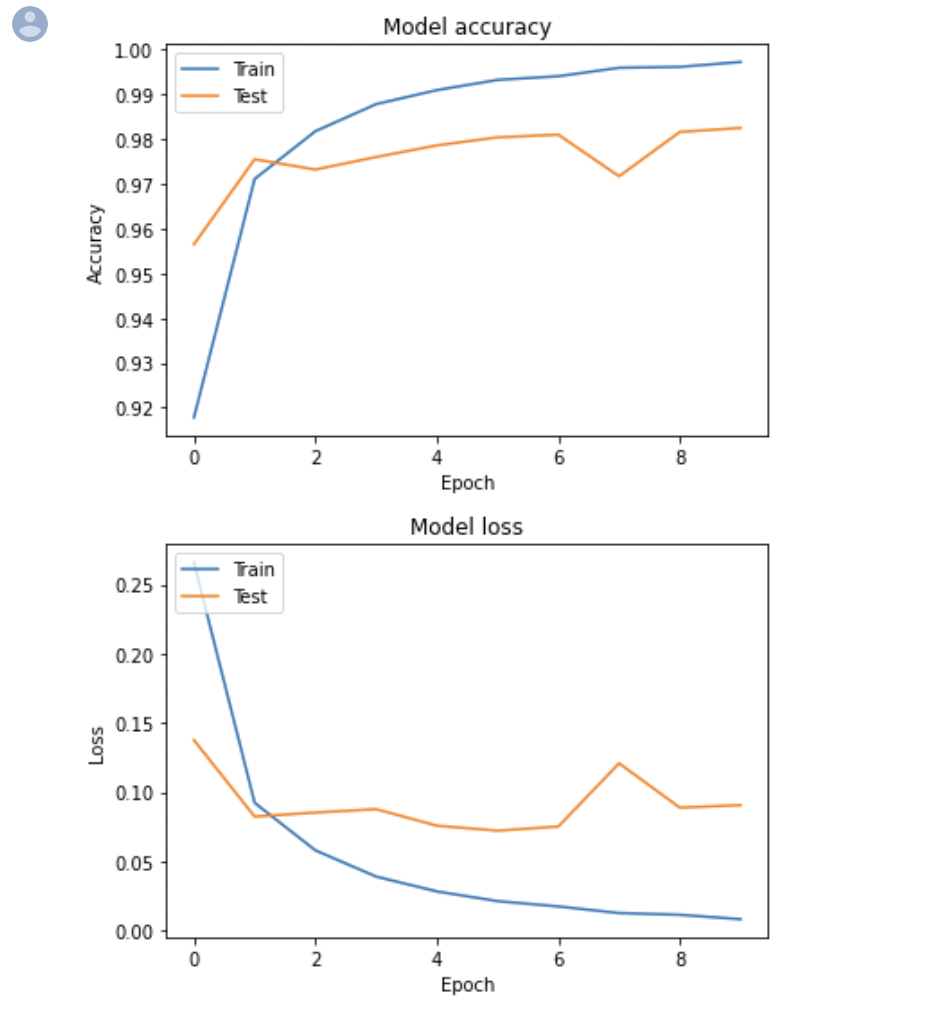 Model accuracy
1.00
0.99
0.98
0.97
0.96
0.95
0.94
0.93
0.92
Accuracy
Train
Test
0 2 4 6 8
Epoch
Model loss
0.25
0.20
0.15
0.10
0.05
0.00
Loss
Train
Test
0 2 4 6 8
Epoch